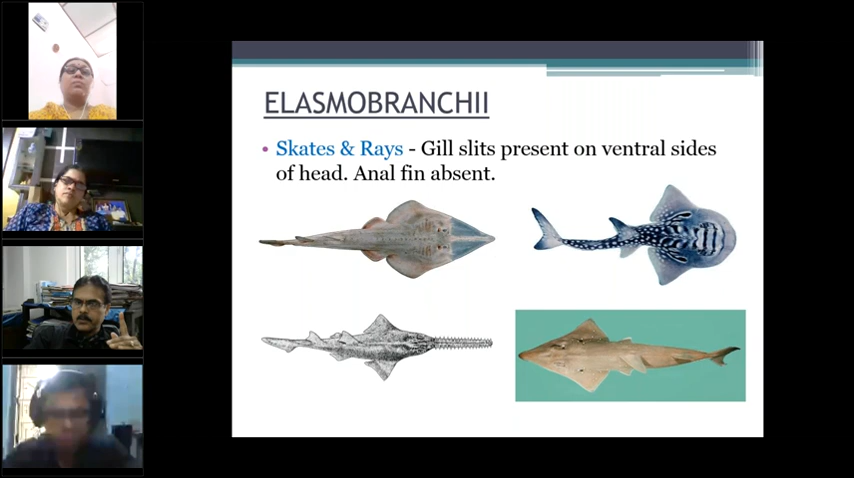 ELASMOBRANCHII
• Skates & Rays - Gill slits present on ventral sides
of head. Anal fin absent.